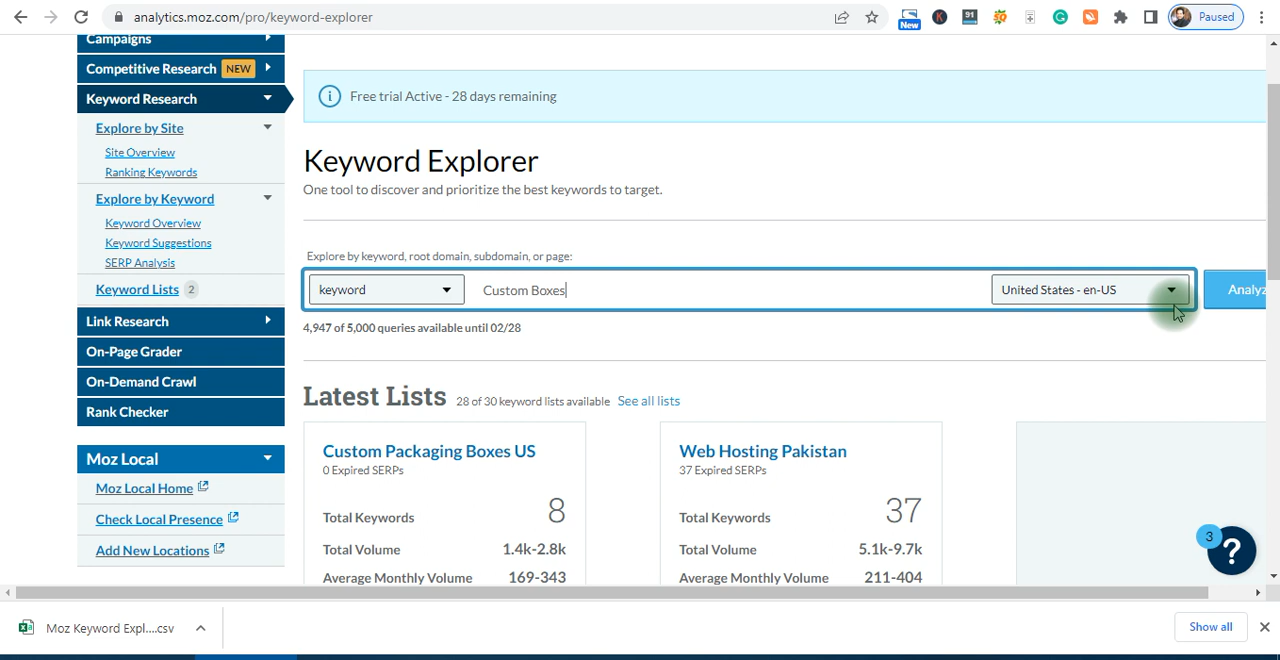 analytics.moz.com/pro/keyword-explorer
New
91
Paused
Campaigns
Competitive Research NEW
Keyword Research
Explore by Site
Site Overview
Ranking Keywords
Explore by Keyword
Keyword Overview
Keyword Suggestions
SERP Analysis
Keyword Lists 2
Link Research
On-Page Grader
On-Demand Crawl
Rank Checker
Moz Local
Moz Local Home
Check Local Presence
Add New Locations
Free trial Active - 28 days remaining
Keyword Explorer
One tool to discover and prioritize the best keywords to target.
Explore by keyword, root domain, subdomain, or page:
keyword Custom Boxes United States - en-US Analyz
4,947 of 5,000 queries available until 02/28
Latest Lists 28 of 30 keyword lists available See all lists
Custom Packaging Boxes US
0 Expired SERPs
Total Keywords 8
Total Volume 1.4k-2.8k
Average Monthly Volume 169-343
Web Hosting Pakistan
37 Expired SERPs
Total Keywords 37
Total Volume 5.1k-9.7k
Average Monthly Volume 211-404
3
?
Moz Keyword Expl....csv
Show all